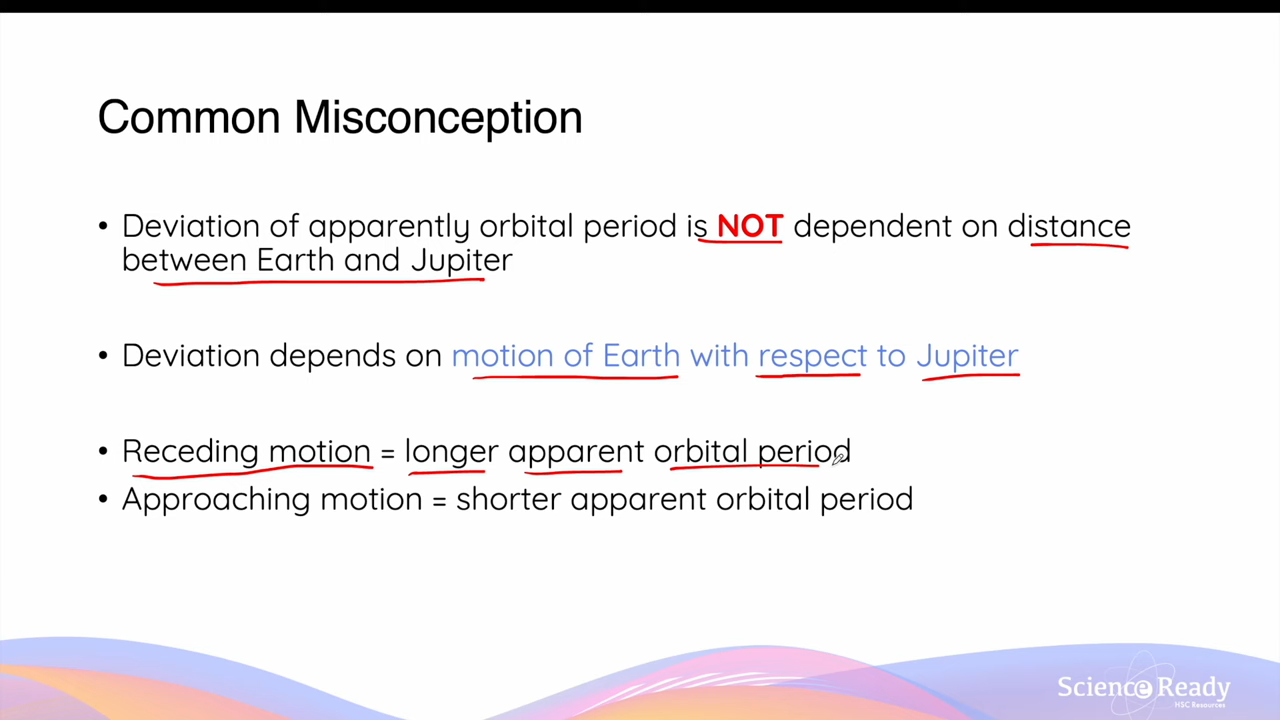 Common Misconception
• Deviation of apparently orbital period is NOT dependent on distance
between Earth and Jupiter
• Deviation depends on motion of Earth with respect to Jupiter
• Receding motion = longer apparent orbital period
• Approaching motion = shorter apparent orbital period
Science Ready
HSC Resources